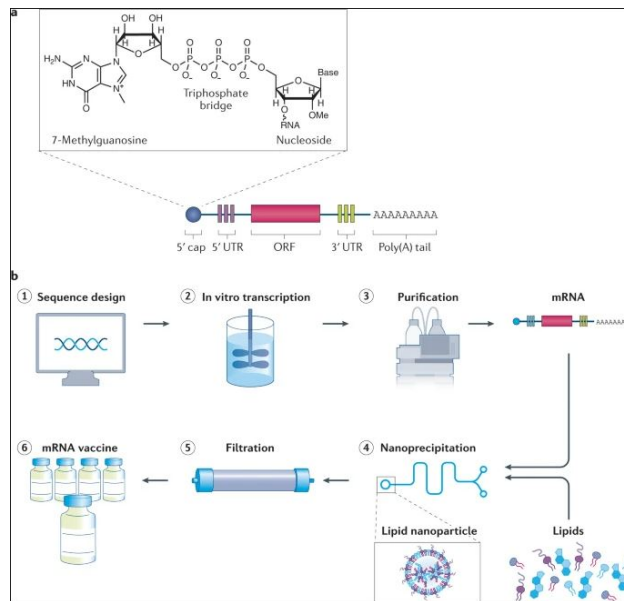 a
OH OH
H₂N
N
N
O
O O O
O P O P O P O
HN
N
N⁺
H H
H H
O⁻ O⁻ O⁻
O
Base
O
Triphosphate
bridge
H H
H H
O OMe
RNA
7-Methylguanosine
Nucleoside
AAAAAAAAA
5′ cap 5′ UTR ORF 3′ UTR Poly(A) tail
b
1 Sequence design
2 In vitro transcription
3 Purification
mRNA
AAAAAAA
6 mRNA vaccine
5 Filtration
4 Nanoprecipitation
Lipid nanoparticle
Lipids